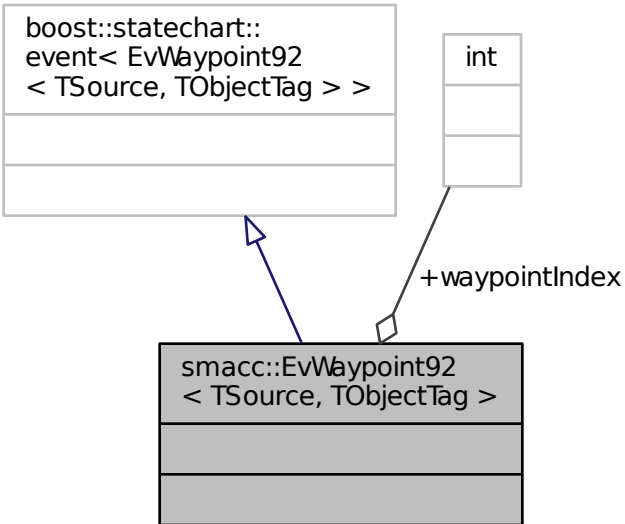 boost::statechart::
event< EvWaypoint92
< TSource, TObjectTag > >
int
+waypointIndex
smacc::EvWaypoint92
< TSource, TObjectTag >